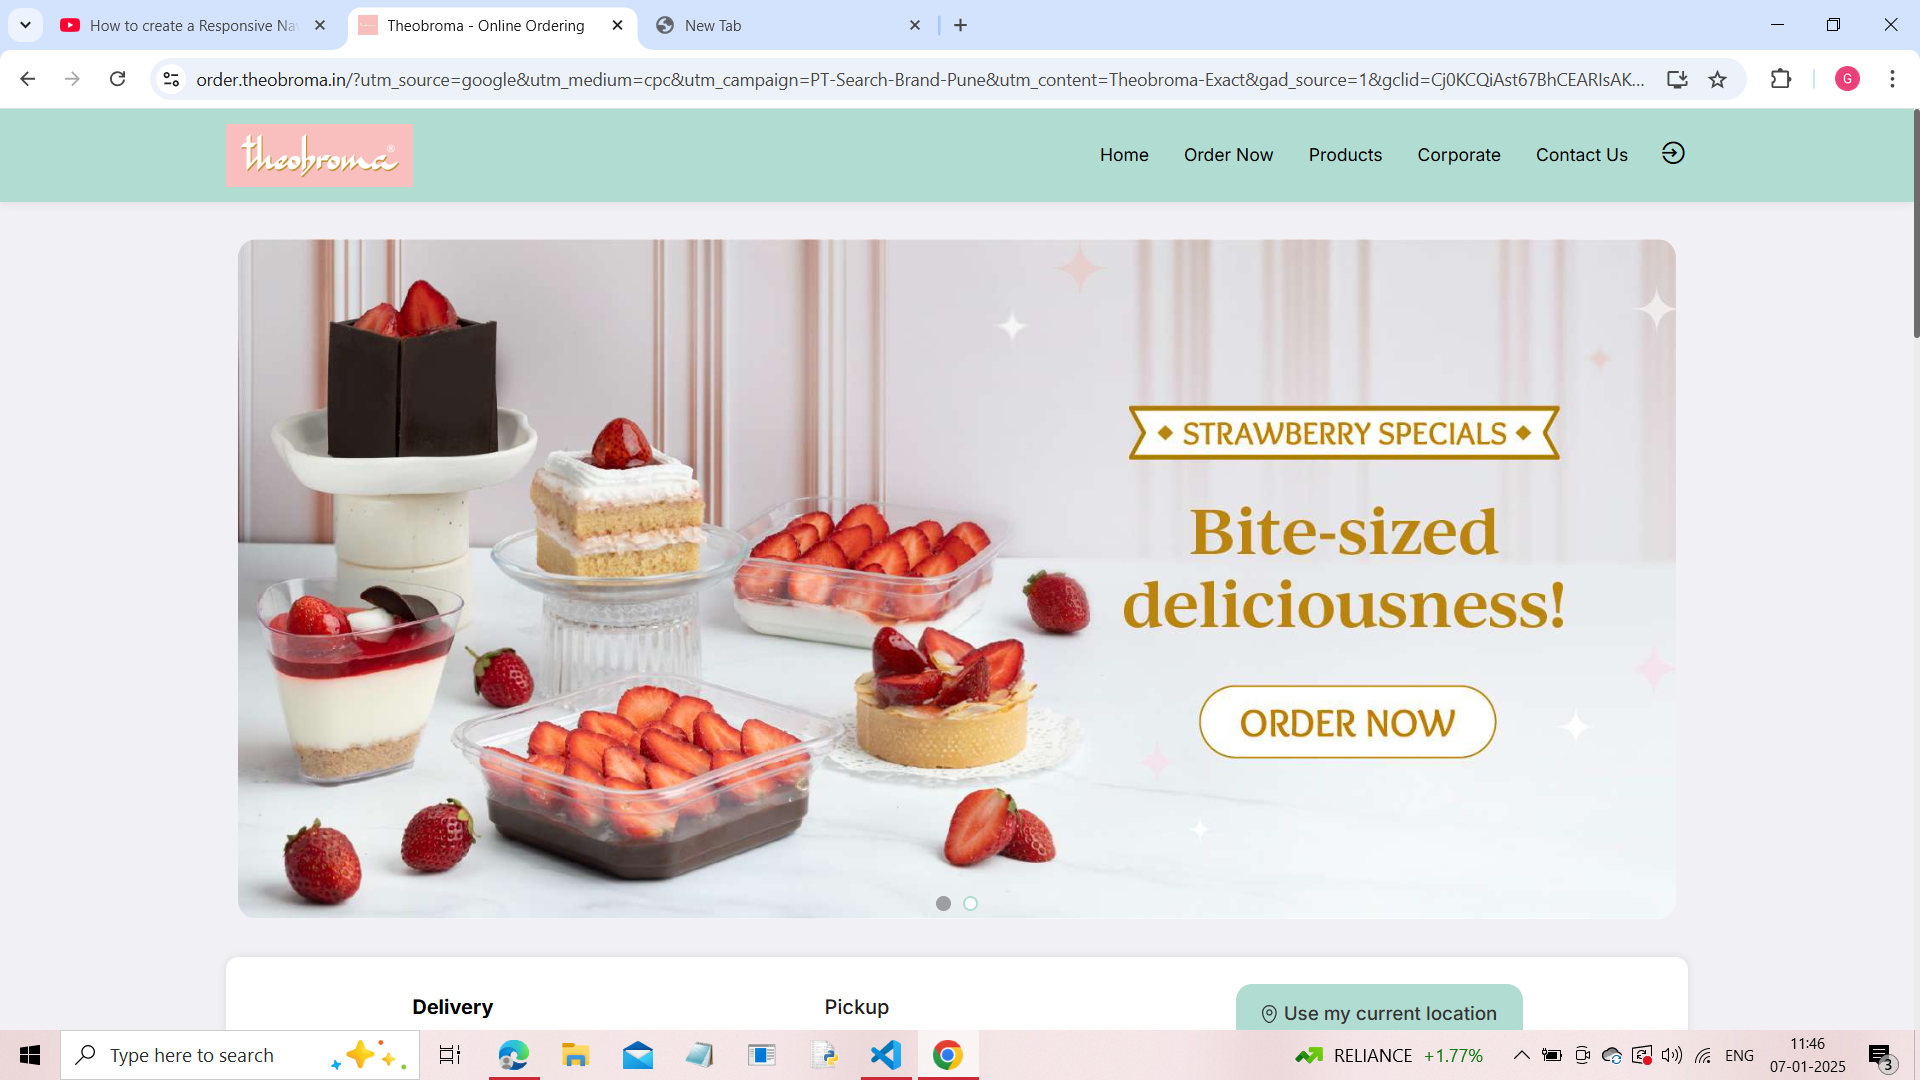 How to create a Responsive Na
Theobroma - Online Ordering
New Tab
order.theobroma.in/?utm_source=google&utm_medium=cpc&utm_campaign=PT-Search-Brand-Pune&utm_content=Theobroma-Exact&gad_source=1&gclid=Cj0KCQiAst67BhCEARIsAK...
G
theobroma®
Home
Order Now
Products
Corporate
Contact Us
STRAWBERRY SPECIALS
Bite-sized
deliciousness!
ORDER NOW
Delivery
Pickup
Use my current location
Type here to search
RELIANCE +1.77%
ENG
11:46
07-01-2025
3